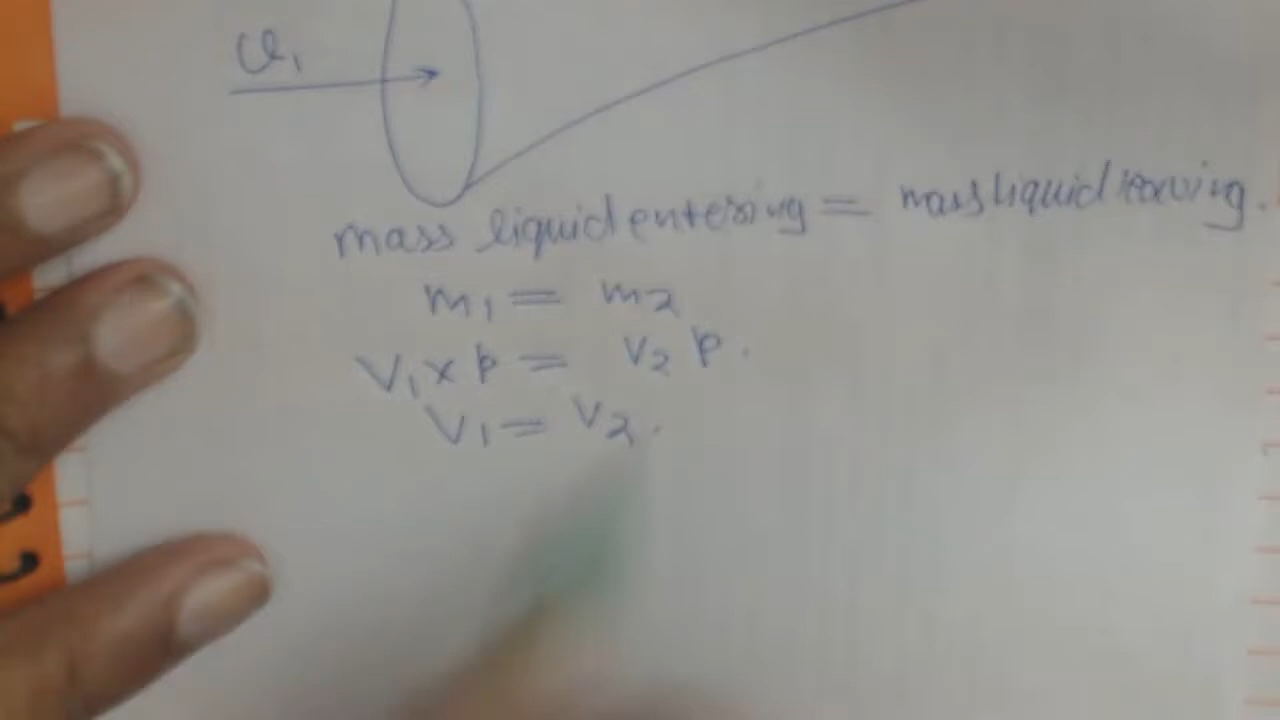 v₁
mass liquid entering = mass liquid leaving.
m₁ = m₂
V₁ × ρ = V₂ ρ.
V₁ = V₂.